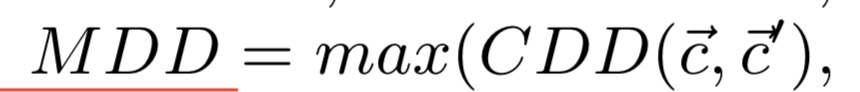 MDD = max(CDD(c⃗, c⃗′),